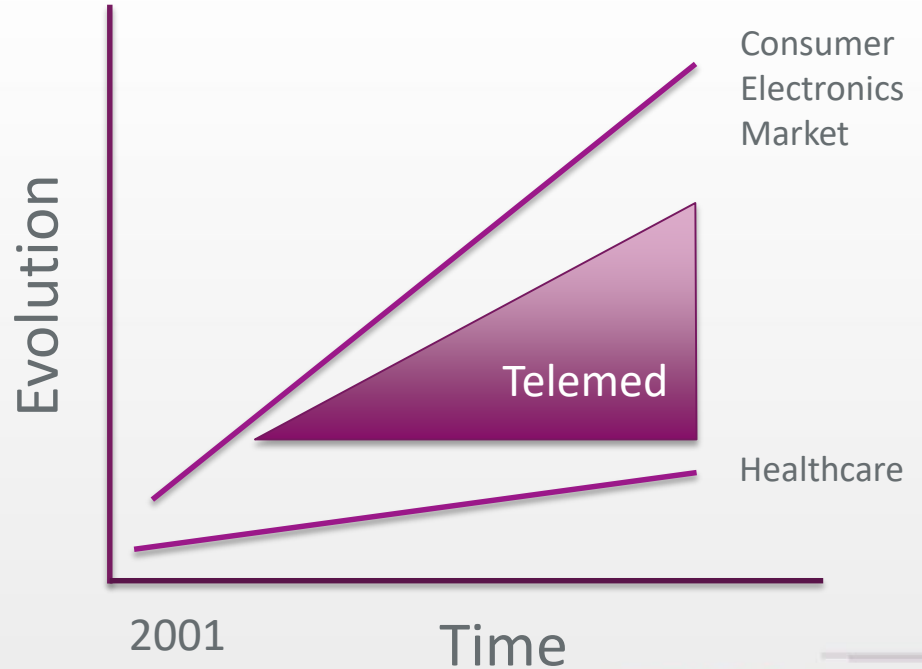 Consumer
Electronics
Market
Evolution
Telemed
Healthcare
2001
Time